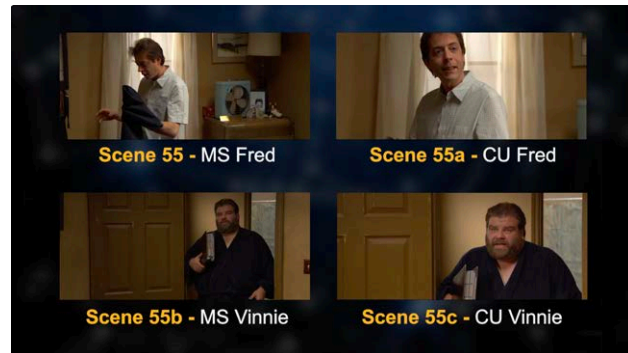 Scene 55 - MS Fred
Scene 55a - CU Fred
Scene 55b - MS Vinnie
Scene 55c - CU Vinnie